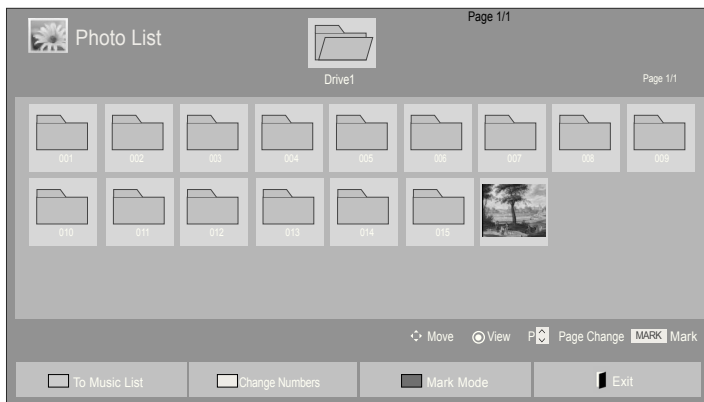 Page 1/1
Photo List
Drive1
Page 1/1
001 002 003 004 005 006 007 008 009
010 011 012 013 014 015
Move View P Page Change MARK Mark
To Music List Change Numbers Mark Mode Exit